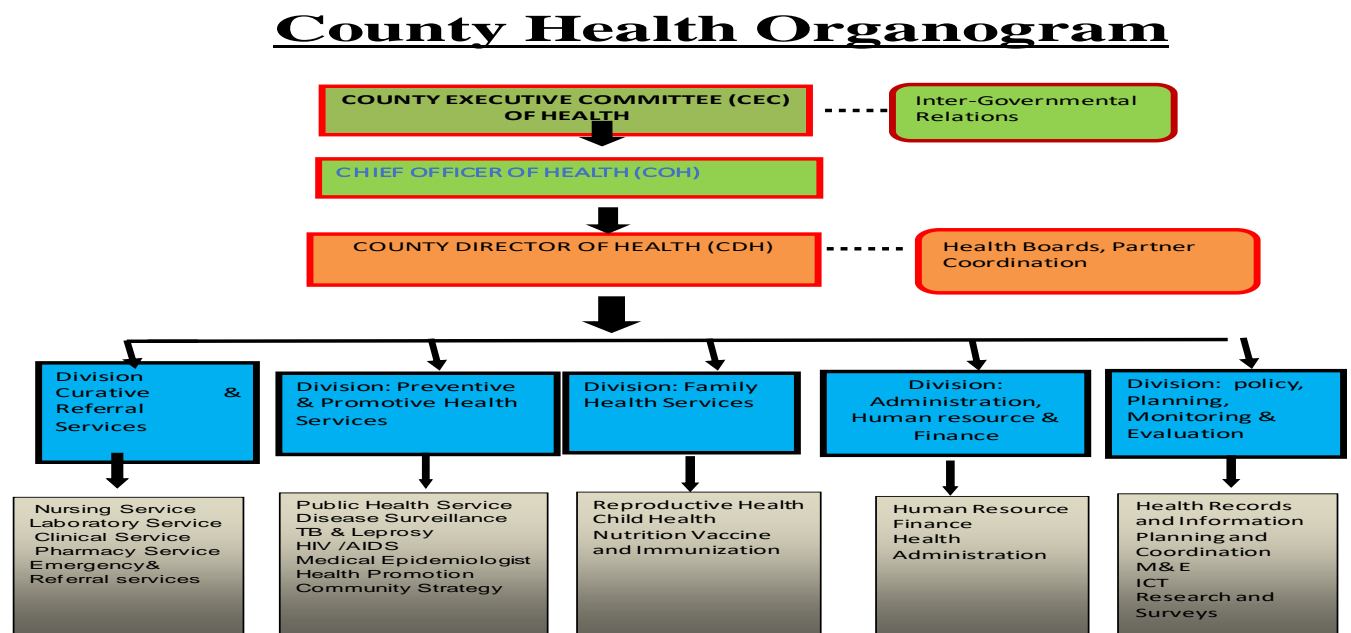 County Health Organogram
COUNTY EXECUTIVE COMMITTEE (CEC)
OF HEALTH
Inter-Governmental
Relations
CHIEF OFFICER OF HEALTH (COH)
COUNTY DIRECTOR OF HEALTH (CDH)
Health Boards, Partner
Coordination
Division
Curative &
Referral
Services
Division: Preventive
& Promotive Health
Services
Division: Family
Health Services
Division:
Administration,
Human resource &
Finance
Division: policy,
Planning,
Monitoring &
Evaluation
Nursing Service
Laboratory Service
Clinical Service
Pharmacy Service
Emergency&
Referral services
Public Health Service
Disease Surveillance
TB & Leprosy
HIV /AIDS
Medical Epidemiologist
Health Promotion
Community Strategy
Reproductive Health
Child Health
Nutrition Vaccine
and Immunization
Human Resource
Finance
Health
Administration
Health Records
and Information
Planning and
Coordination
M& E
ICT
Research and
Surveys